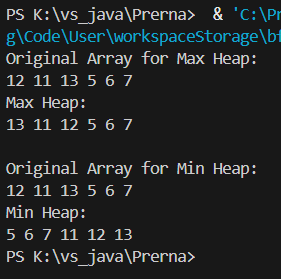 PS K:\vs_java\Prerna>  & 'C:\Pr
g\Code\User\workspaceStorage\bf
Original Array for Max Heap:
12 11 13 5 6 7
Max Heap:
13 11 12 5 6 7
Original Array for Min Heap:
12 11 13 5 6 7
Min Heap:
5 6 7 11 12 13
PS K:\vs_java\Prerna>